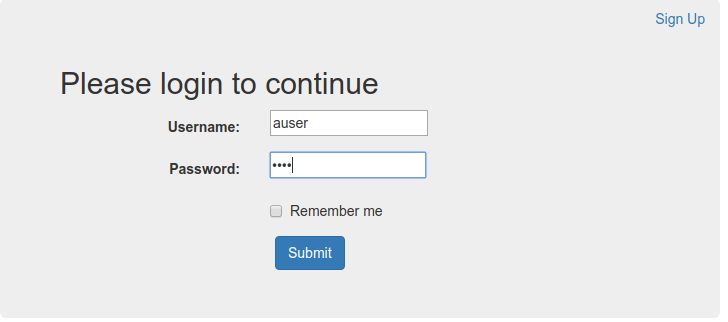 Sign Up
Please login to continue
Username: auser
Password: ••••
Remember me
Submit